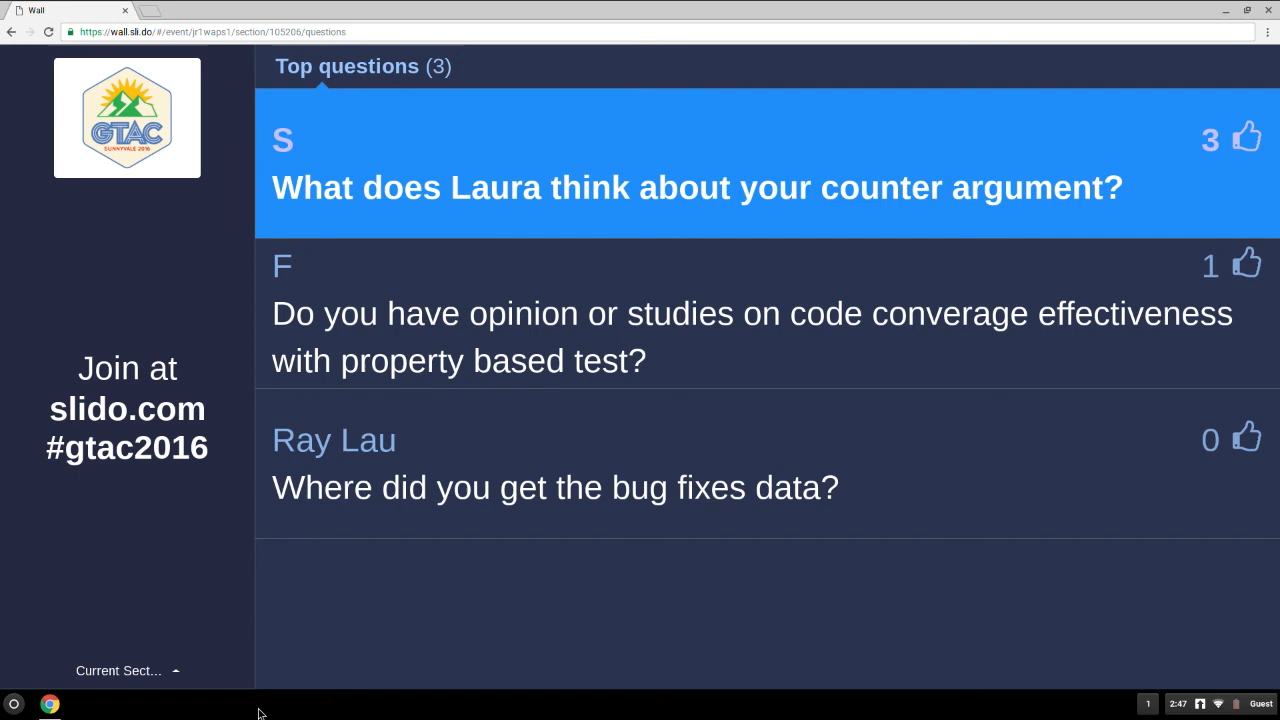 Wall
https://wall.sli.do/#/event/jr1waps1/section/105206/questions
GTAC
SUNNYVALE 2016
Join at
slido.com
#gtac2016
Current Sect...
Top questions (3)
S
3
What does Laura think about your counter argument?
F
1
Do you have opinion or studies on code converage effectiveness
with property based test?
Ray Lau
0
Where did you get the bug fixes data?
1
2:47
Guest